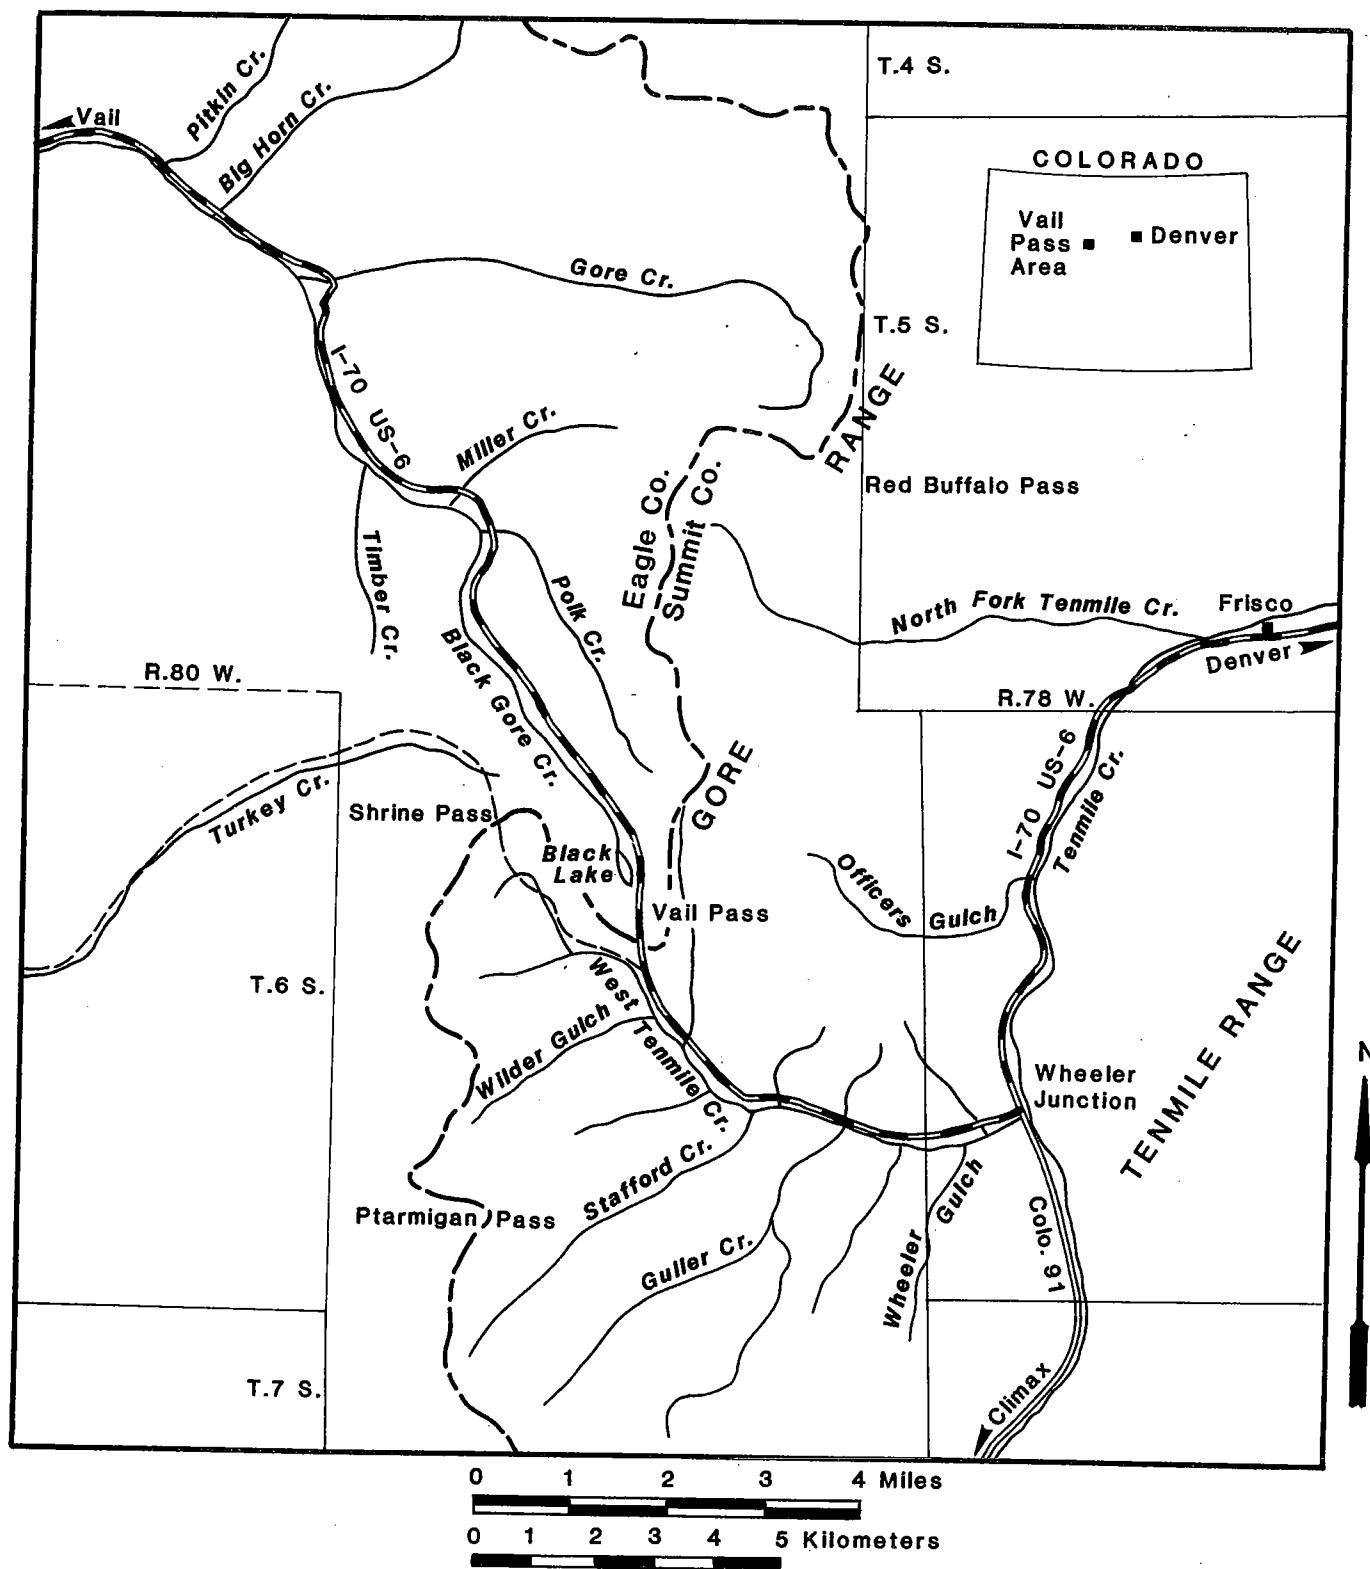 T.4 S.
Pitkin Cr.
Vail
Big Horn Cr.
COLORADO
Vail
Pass
Area
Denver
Gore Cr.
T.5 S.
I-70 US-6
RANGE
Miller Cr.
Eagle Co.
Summit Co.
Red Buffalo Pass
Timber Cr.
Polk Cr.
North Fork Tenmile Cr.
Frisco
Denver
Black Gore Cr.
R.80 W.
R.78 W.
I-70 US-6
Tenmile Cr.
GORE
Turkey Cr.
Shrine Pass
Black
Lake
Officers Gulch
Vail Pass
T.6 S.
West Tenmile Cr.
Wilder Gulch
TENMILE RANGE
N
Wheeler
Junction
Stafford Cr.
Ptarmigan Pass
Guller Cr.
Wheeler Gulch
Colo. 91
T.7 S.
Climax
0 1 2 3 4 Miles
0 1 2 3 4 5 Kilometers